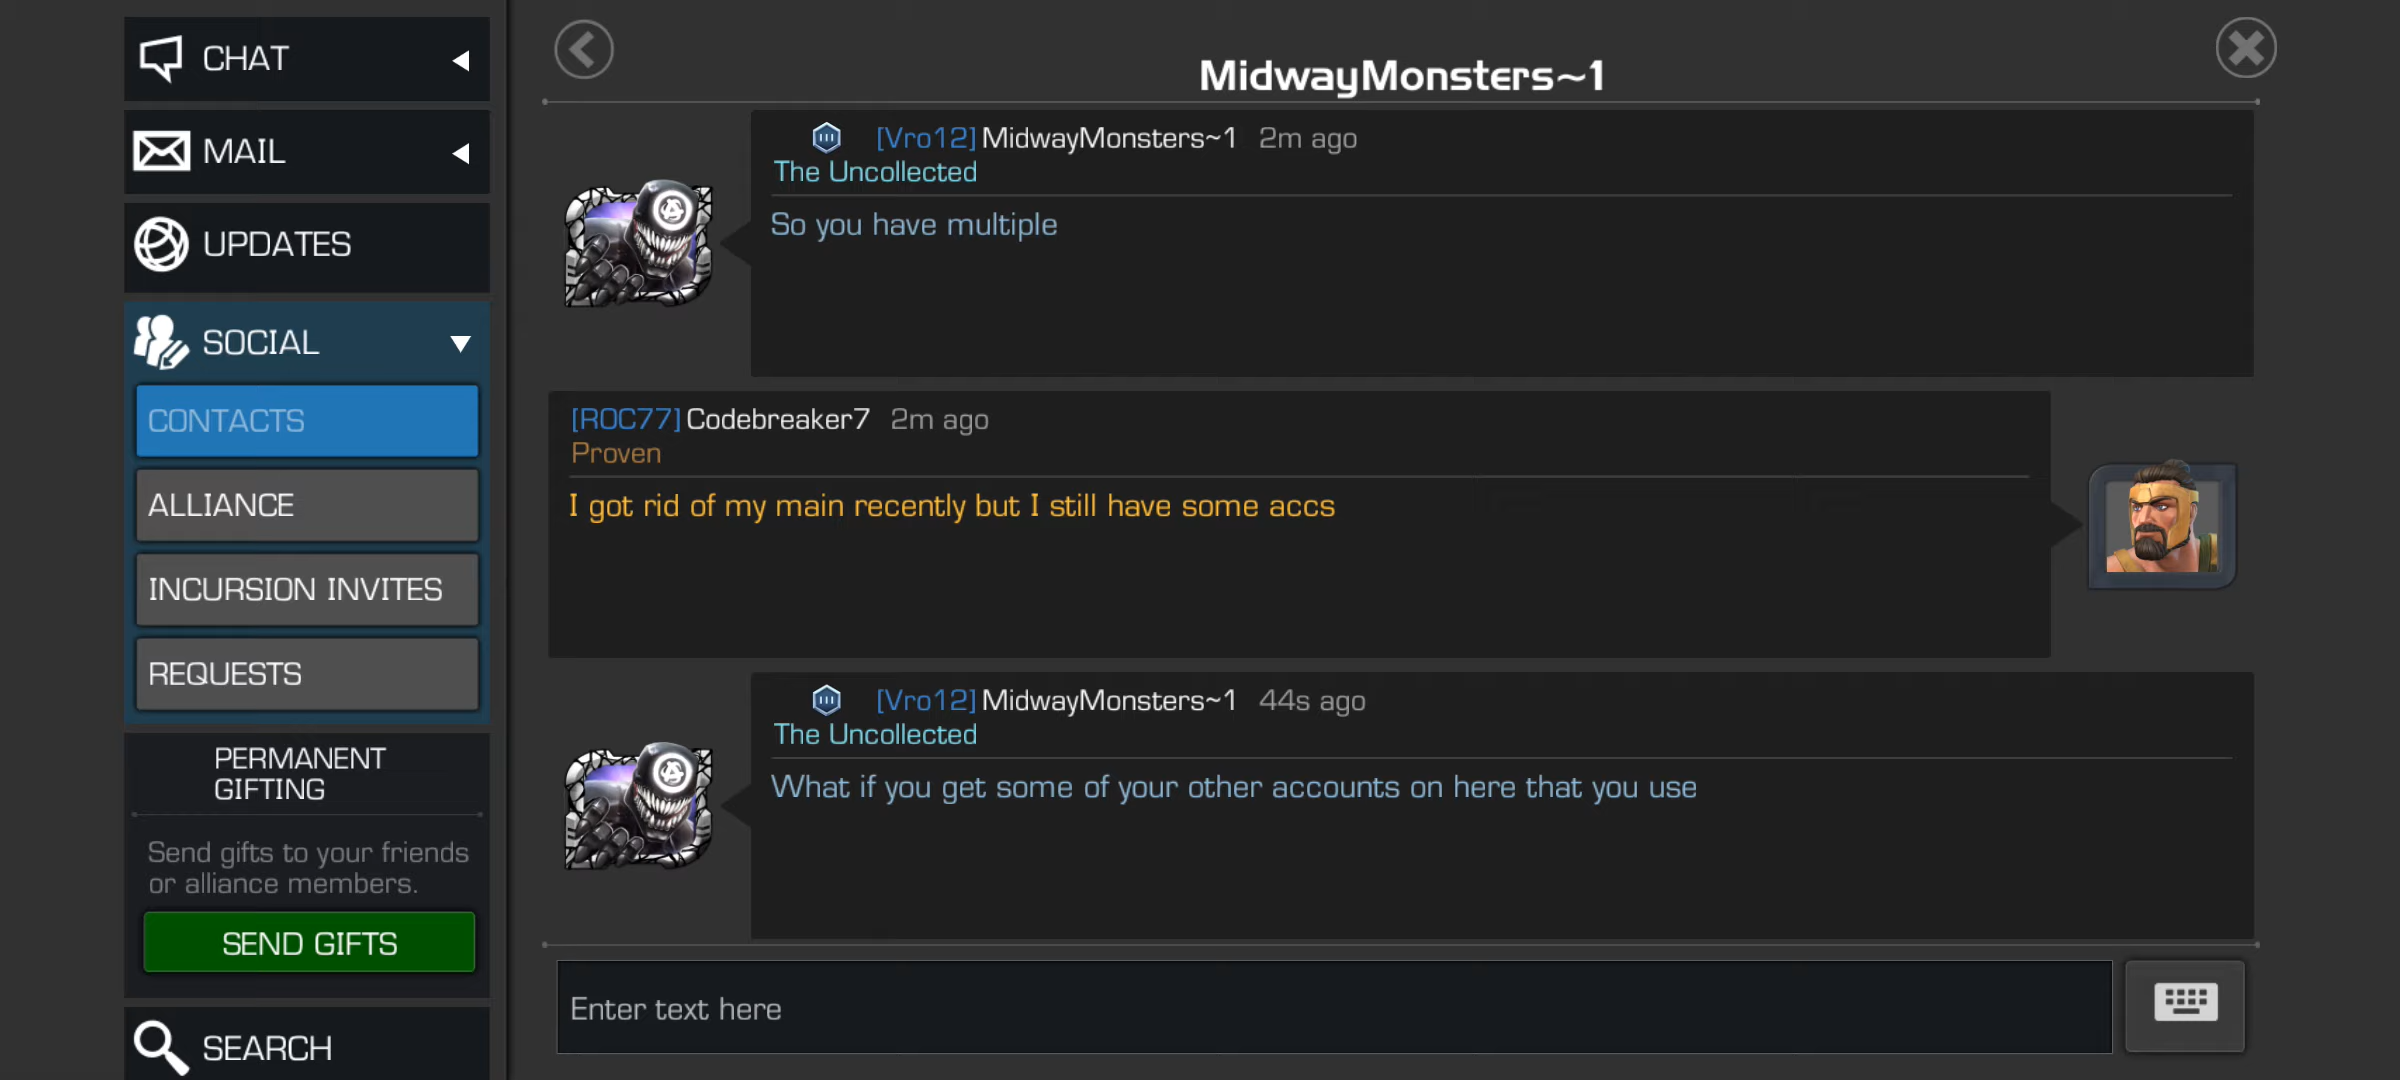 CHAT
MAIL
UPDATES
SOCIAL
CONTACTS
ALLIANCE
INCURSION INVITES
REQUESTS
PERMANENT
GIFTING
Send gifts to your friends
or alliance members.
SEND GIFTS
SEARCH
MidwayMonsters~1
[Vro12] MidwayMonsters~1 2m ago
The Uncollected
So you have multiple
[ROC77] Codebreaker7 2m ago
Proven
I got rid of my main recently but I still have some accs
[Vro12] MidwayMonsters~1 44s ago
The Uncollected
What if you get some of your other accounts on here that you use
Enter text here